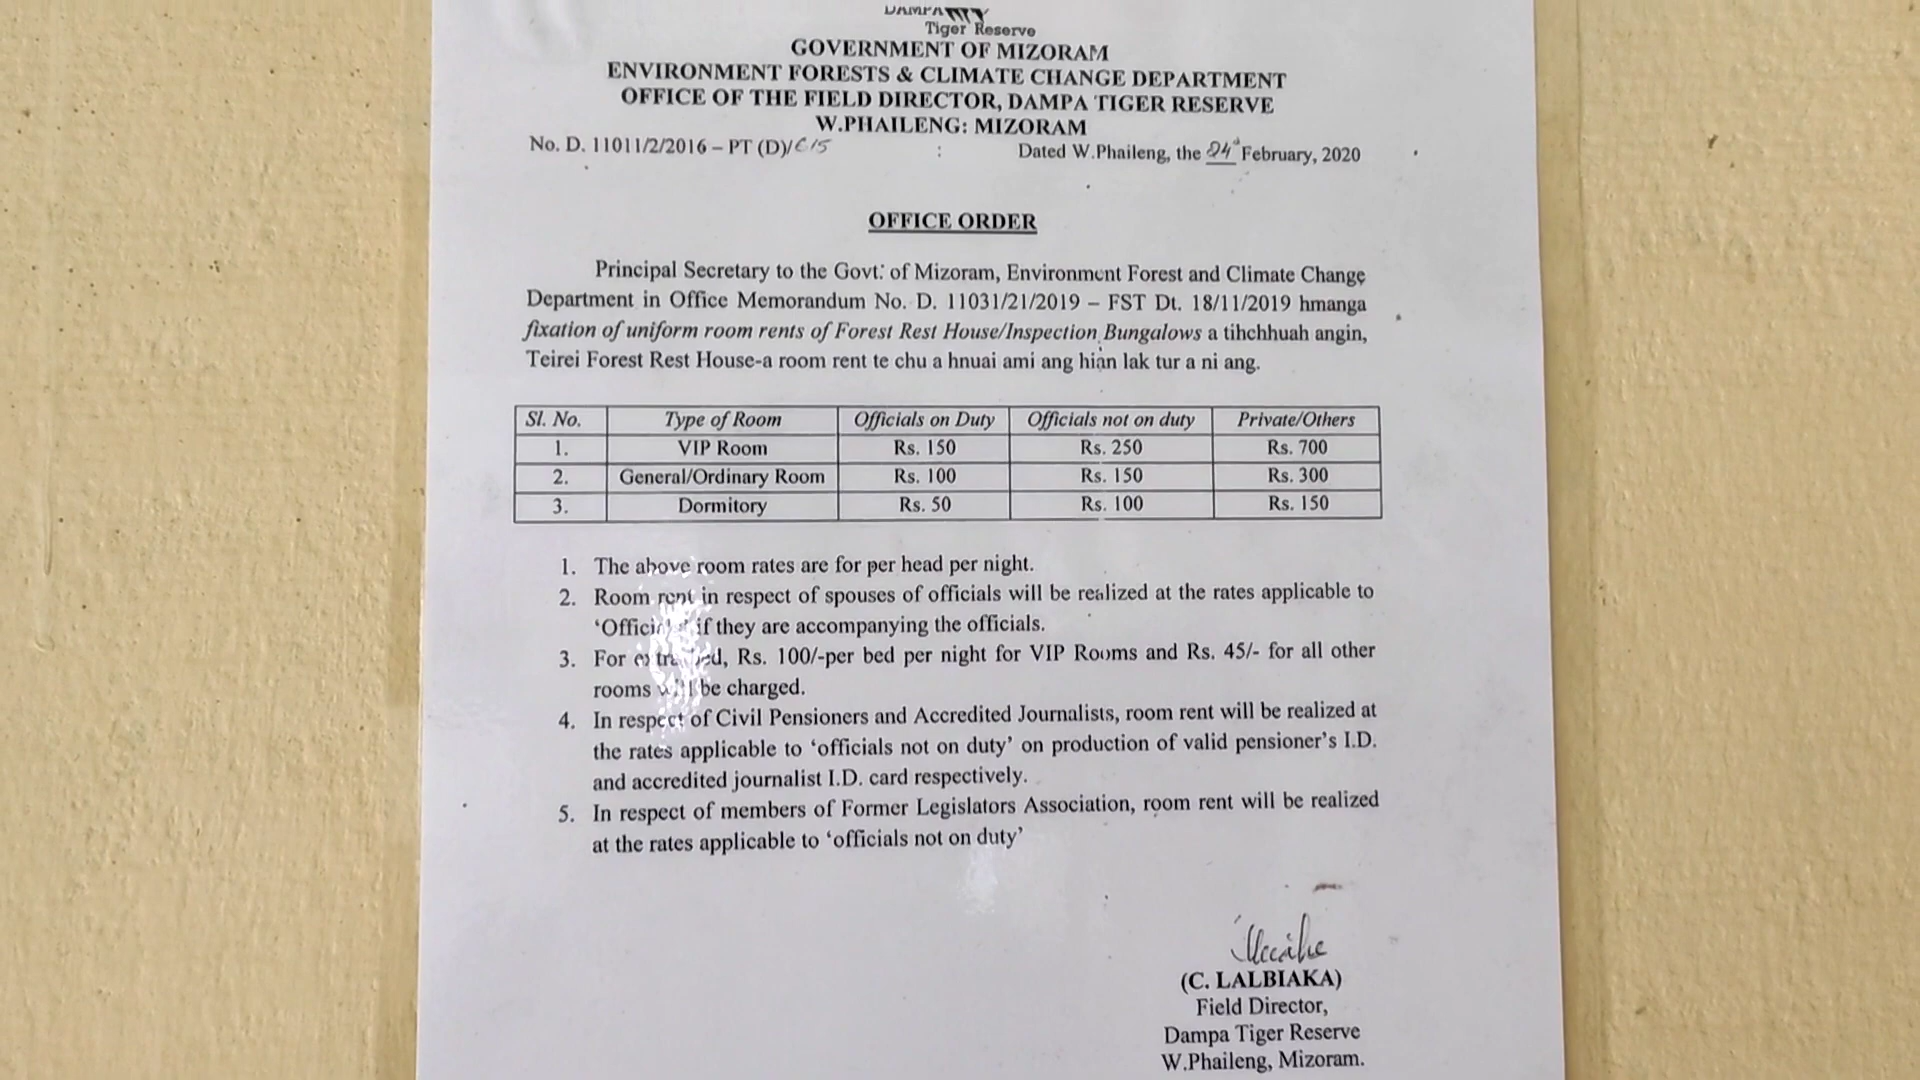 DAMPA
Tiger Reserve
GOVERNMENT OF MIZORAM
ENVIRONMENT FORESTS & CLIMATE CHANGE DEPARTMENT
OFFICE OF THE FIELD DIRECTOR, DAMPA TIGER RESERVE
W.PHAILENG: MIZORAM
No. D. 11011/2/2016 – PT (D)/ : Dated W.Phaileng, the 24th February, 2020
OFFICE ORDER
Principal Secretary to the Govt. of Mizoram, Environment Forest and Climate Change
Department in Office Memorandum No. D. 11031/21/2019 – FST Dt. 18/11/2019 hmanga
fixation of uniform room rents of Forest Rest House/Inspection Bungalows a tihchhuah angin,
Teirei Forest Rest House-a room rent te chu a hnuai ami ang hian lak tur a ni ang.
Sl. No. Type of Room Officials on Duty Officials not on duty Private/Others
1. VIP Room Rs. 150 Rs. 250 Rs. 700
2. General/Ordinary Room Rs. 100 Rs. 150 Rs. 300
3. Dormitory Rs. 50 Rs. 100 Rs. 150
1. The above room rates are for per head per night.
2. Room rent in respect of spouses of officials will be realized at the rates applicable to
if they are accompanying the officials.
3. For extra bed, Rs. 100/-per bed per night for VIP Rooms and Rs. 45/- for all other
rooms will be charged.
4. In respect of Civil Pensioners and Accredited Journalists, room rent will be realized at
the rates applicable to ‘officials not on duty’ on production of valid pensioner’s I.D.
and accredited journalist I.D. card respectively.
5. In respect of members of Former Legislators Association, room rent will be realized
at the rates applicable to ‘officials not on duty’
(C. LALBIAKA)
Field Director,
Dampa Tiger Reserve
W.Phaileng, Mizoram.